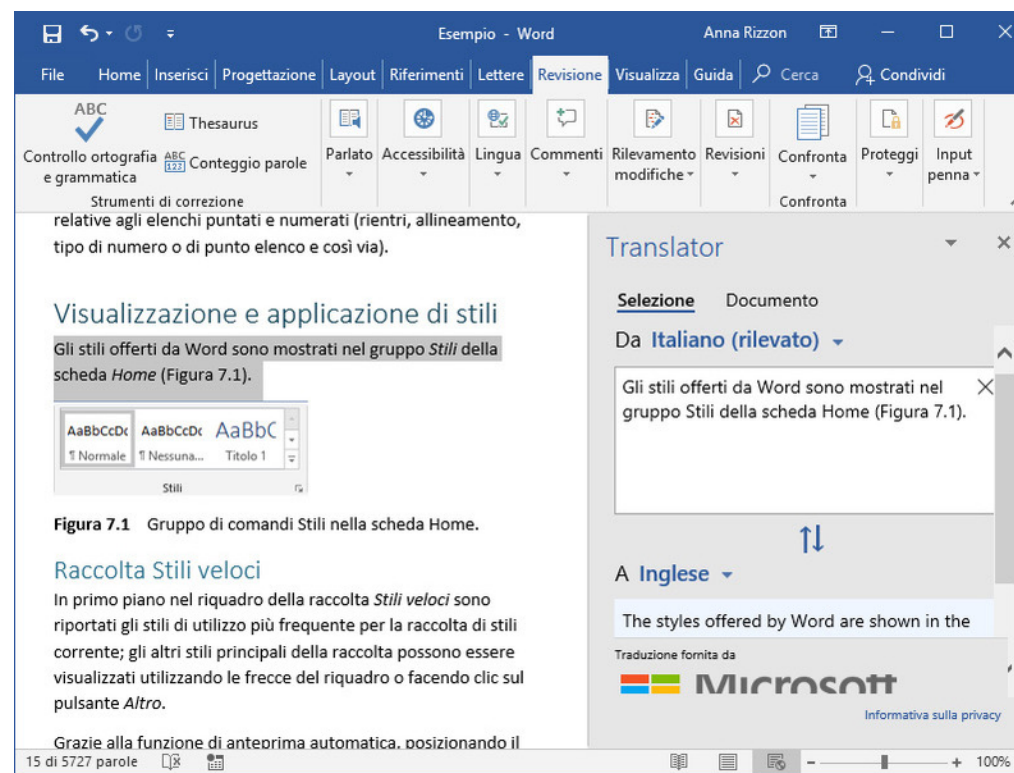 Esempio - Word Anna Rizzon
File Home Inserisci Progettazione Layout Riferimenti Lettere Revisione Visualizza Guida Cerca Condividi
ABC
Controllo ortografia
e grammatica
Thesaurus
ABC
123 Conteggio parole
Strumenti di correzione
Parlato
Accessibilità
Lingua
Commenti
Rilevamento
modifiche
Revisioni
Confronta
Confronta
Proteggi
Input
penna
relative agli elenchi puntati e numerati (rientri, allineamento,
tipo di numero o di punto elenco e così via).
Visualizzazione e applicazione di stili
Gli stili offerti da Word sono mostrati nel gruppo Stili della
scheda Home (Figura 7.1).
AaBbCcDc AaBbCcDc AaBbC
¶ Normale ¶ Nessuna... Titolo 1
Stili
Figura 7.1 Gruppo di comandi Stili nella scheda Home.
Raccolta Stili veloci
In primo piano nel riquadro della raccolta Stili veloci sono
riportati gli stili di utilizzo più frequente per la raccolta di stili
corrente; gli altri stili principali della raccolta possono essere
visualizzati utilizzando le frecce del riquadro o facendo clic sul
pulsante Altro.
Grazie alla funzione di anteprima automatica, posizionando il
Translator
Selezione Documento
Da Italiano (rilevato)
Gli stili offerti da Word sono mostrati nel
gruppo Stili della scheda Home (Figura 7.1).
A Inglese
The styles offered by Word are shown in the
Traduzione fornita da
Microsoft
Informativa sulla privacy
15 di 5727 parole 100%